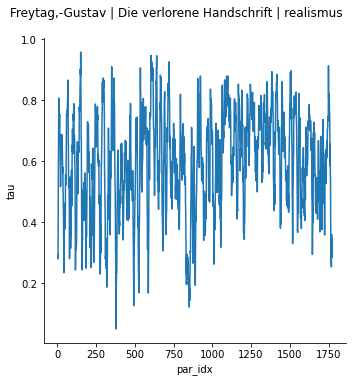 Freytag,-Gustav | Die verlorene Handschrift | realismus
1.0
0.8
0.6
0.4
0.2
tau
0 250 500 750 1000 1250 1500 1750
par_idx